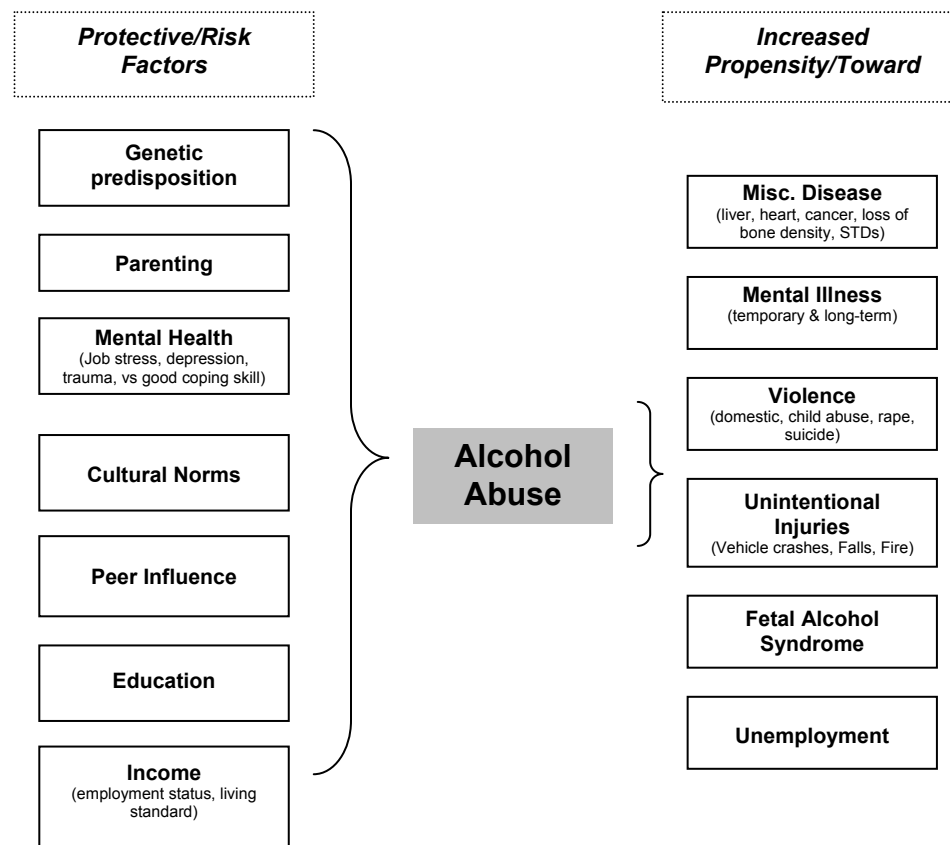 Protective/Risk
Factors
Genetic
predisposition
Parenting
Mental Health
(Job stress, depression,
trauma, vs good coping skill)
Cultural Norms
Peer Influence
Education
Income
(employment status, living
standard)
Alcohol
Abuse
Increased
Propensity/Toward
Misc. Disease
(liver, heart, cancer, loss of
bone density, STDs)
Mental Illness
(temporary & long-term)
Violence
(domestic, child abuse, rape,
suicide)
Unintentional
Injuries
(Vehicle crashes, Falls, Fire)
Fetal Alcohol
Syndrome
Unemployment